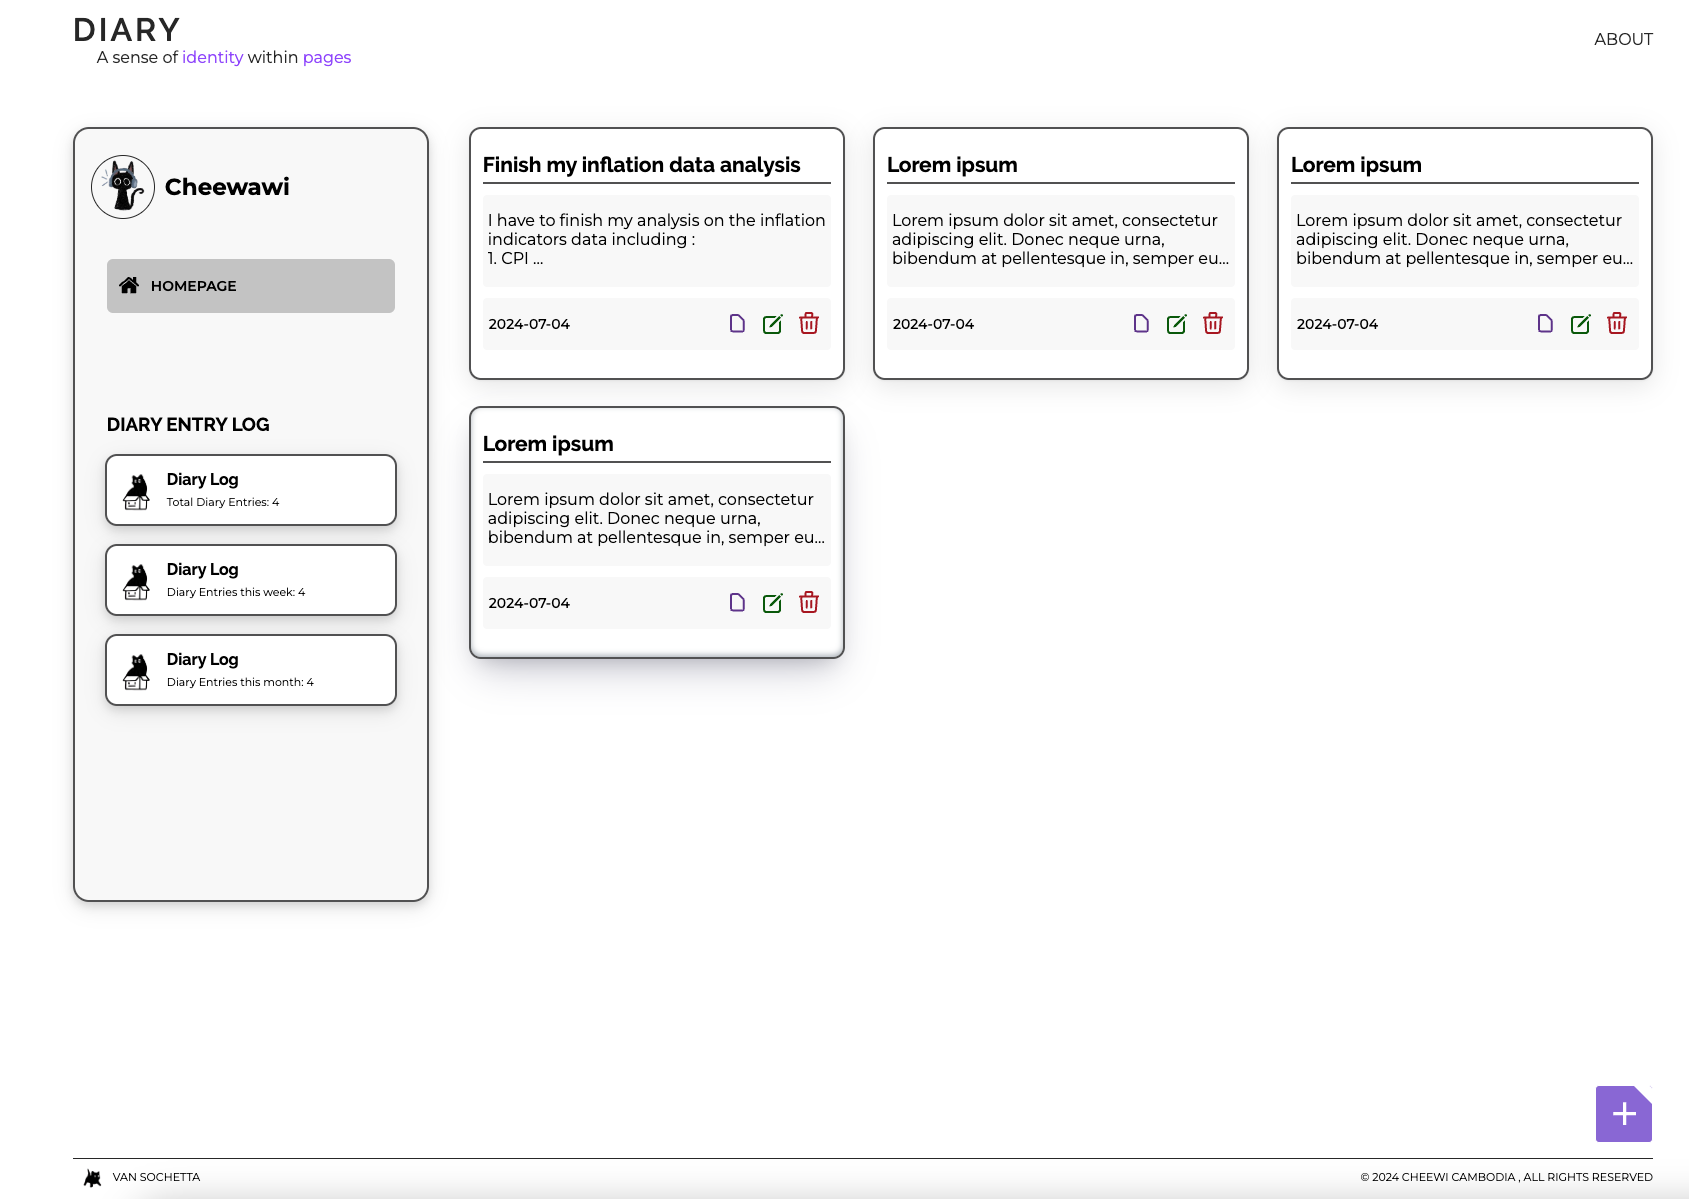 DIARY
A sense of identity within pages
ABOUT
Cheewawi
HOMEPAGE
DIARY ENTRY LOG
Diary Log
Total Diary Entries: 4
Diary Log
Diary Entries this week: 4
Diary Log
Diary Entries this month: 4
Finish my inflation data analysis
I have to finish my analysis on the inflation
indicators data including :
1. CPI ...
2024-07-04
Lorem ipsum
Lorem ipsum dolor sit amet, consectetur
adipiscing elit. Donec neque urna,
bibendum at pellentesque in, semper eu...
2024-07-04
Lorem ipsum
Lorem ipsum dolor sit amet, consectetur
adipiscing elit. Donec neque urna,
bibendum at pellentesque in, semper eu...
2024-07-04
Lorem ipsum
Lorem ipsum dolor sit amet, consectetur
adipiscing elit. Donec neque urna,
bibendum at pellentesque in, semper eu...
2024-07-04
VAN SOCHETTA
© 2024 CHEEWI CAMBODIA , ALL RIGHTS RESERVED